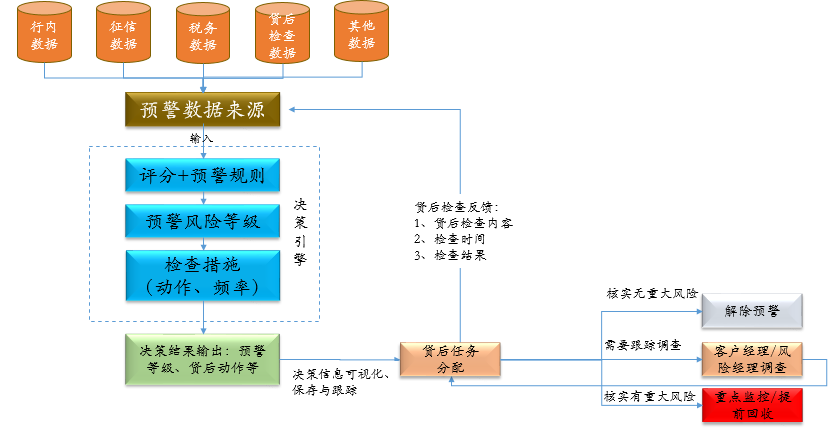 行内
数据
征信
数据
税务
数据
贷后
检查
数据
其他
数据
预警数据来源
输入
评分+预警规则
预警风险等级
检查措施
（动作、频率）
决
策
引
擎
决策结果输出：预警
等级、贷后动作等
决策信息可视化、
保存与跟踪
贷后检查反馈：
1、贷后检查内容
2、检查时间
3、检查结果
贷后任务
分配
核实无重大风险
解除预警
需要跟踪调查
客户经理/风
险经理调查
核实有重大风险
重点监控/提
前回收